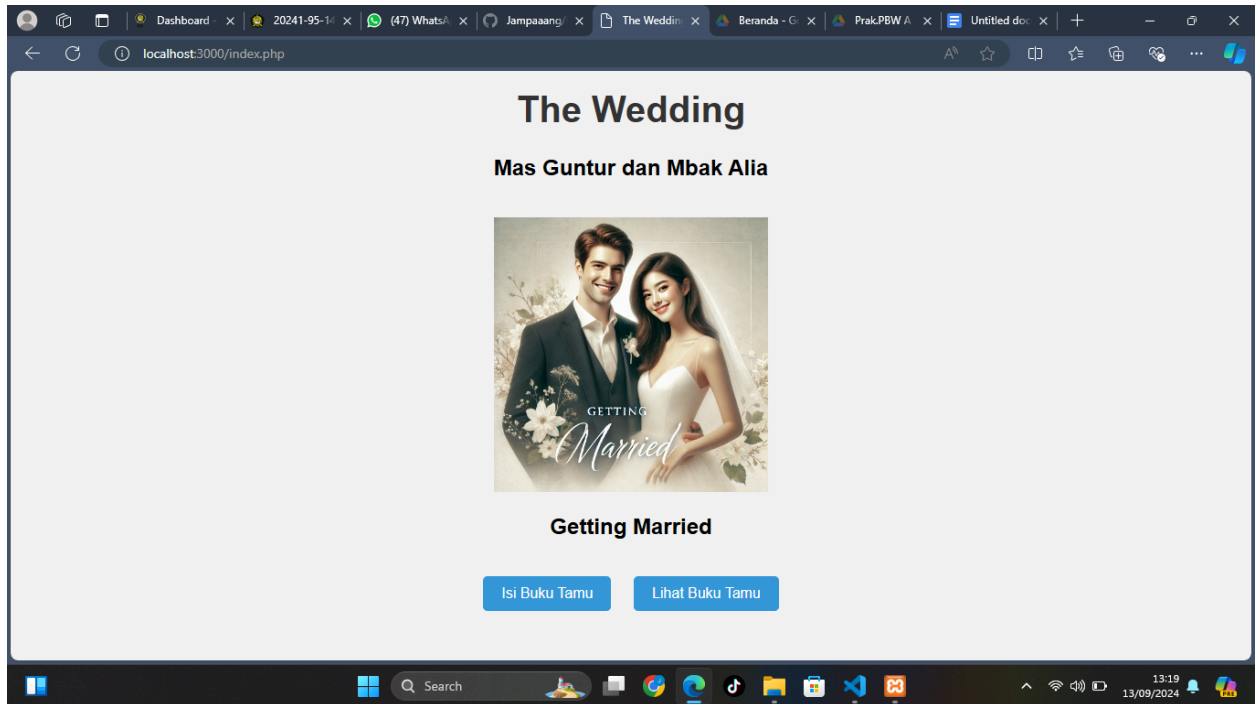 Dashboard -
20241-95-14
(47) WhatsA
Jampaaang/
The Weddin
Beranda - G
Prak.PBW A
Untitled doc
localhost:3000/index.php
The Wedding
Mas Guntur dan Mbak Alia
GETTING
Married
Getting Married
Isi Buku Tamu
Lihat Buku Tamu
Search
13:19
13/09/2024